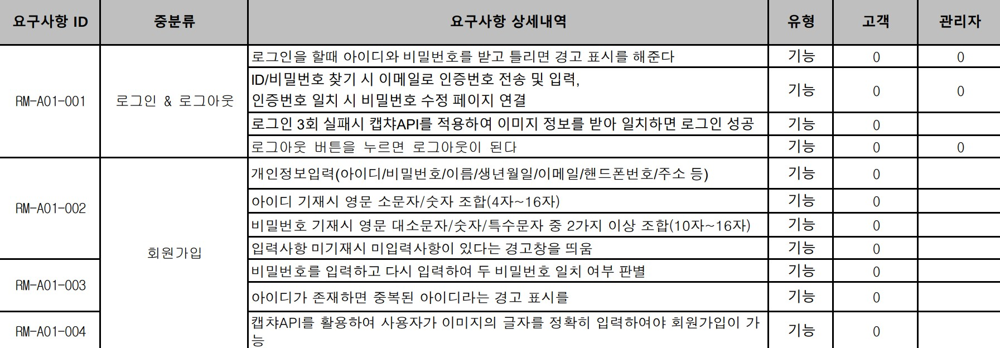 요구사항 ID 중분류 요구사항 상세내역 유형 고객 관리자
RM-A01-001 로그인 & 로그아웃
로그인을 할때 아이디와 비밀번호를 받고 틀리면 경고 표시를 해준다 기능 0 0
ID/비밀번호 찾기 시 이메일로 인증번호 전송 및 입력,
인증번호 일치 시 비밀번호 수정 페이지 연결 기능 0 0
로그인 3회 실패시 캡챠API를 적용하여 이미지 정보를 받아 일치하면 로그인 성공 기능 0
로그아웃 버튼을 누르면 로그아웃이 된다 기능 0 0
RM-A01-002 회원가입
개인정보입력(아이디/비밀번호/이름/생년월일/이메일/핸드폰번호/주소 등) 기능 0
아이디 기재시 영문 소문자/숫자 조합(4자~16자) 기능 0
비밀번호 기재시 영문 대소문자/숫자/특수문자 중 2가지 이상 조합(10자~16자) 기능 0
입력사항 미기재시 미입력사항이 있다는 경고창을 띄움 기능 0
RM-A01-003
비밀번호를 입력하고 다시 입력하여 두 비밀번호 일치 여부 판별 기능 0
아이디가 존재하면 중복된 아이디라는 경고 표시를 기능 0
RM-A01-004
캡챠API를 활용하여 사용자가 이미지의 글자를 정확히 입력하여야 회원가입이 가
능 기능 0